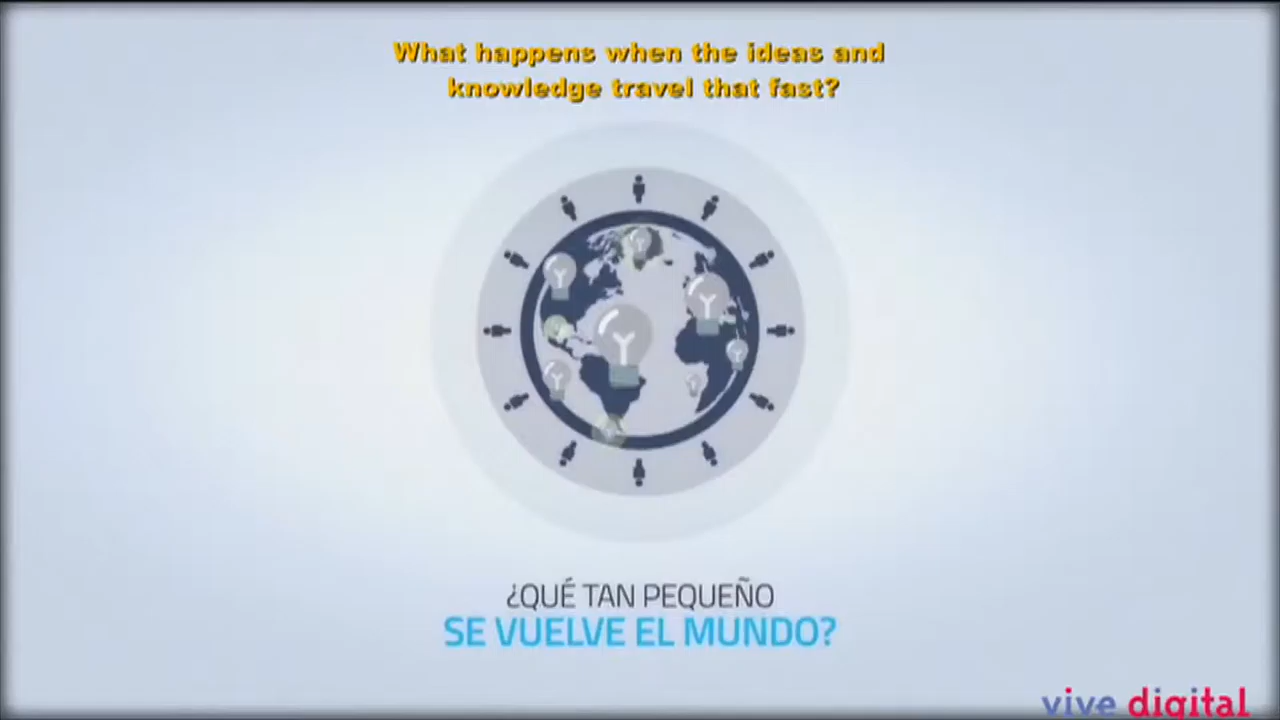 What happens when the ideas and
knowledge travel that fast?
¿QUÉ TAN PEQUEÑO
SE VUELVE EL MUNDO?
vive digital